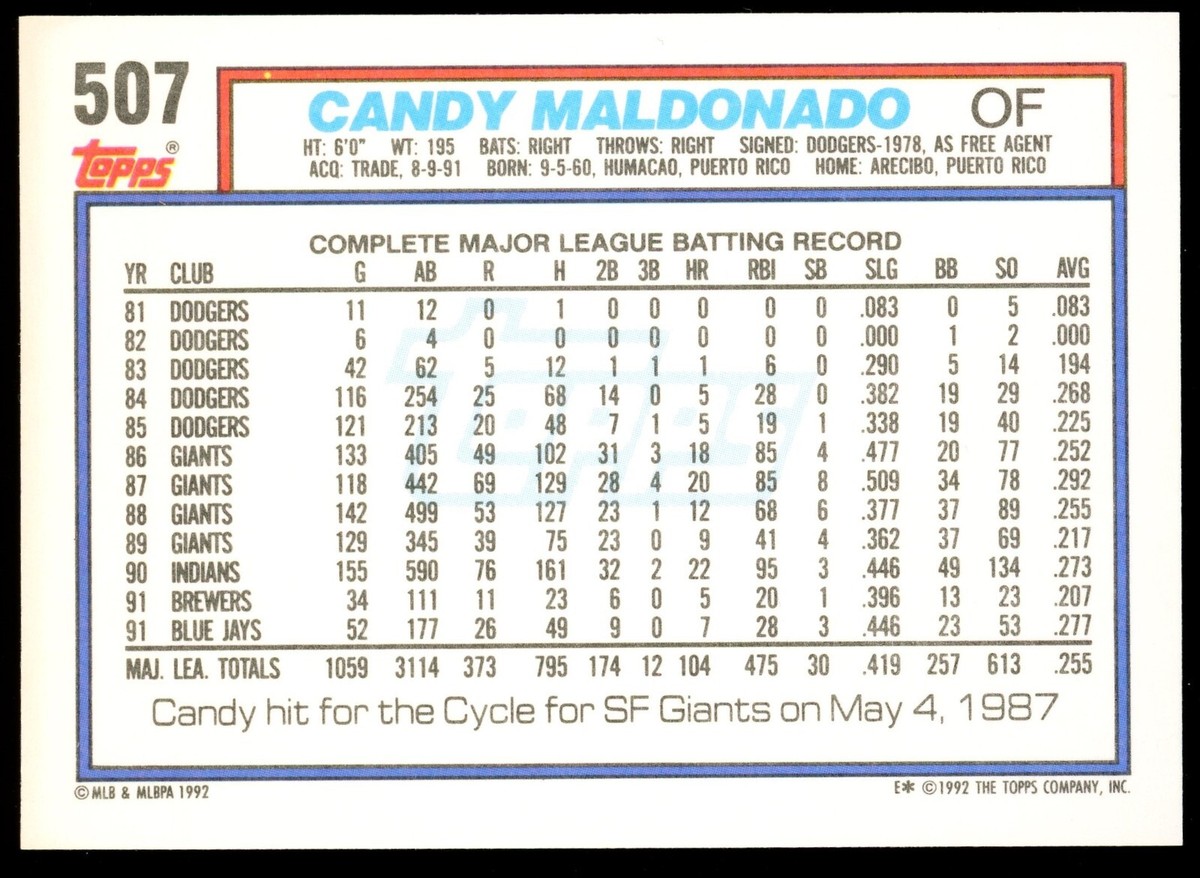 507
CANDY MALDONADO OF
topps®
HT: 6'0" WT: 195 BATS: RIGHT THROWS: RIGHT SIGNED: DODGERS-1978, AS FREE AGENT
ACQ: TRADE, 8-9-91 BORN: 9-5-60, HUMACAO, PUERTO RICO HOME: ARECIBO, PUERTO RICO
COMPLETE MAJOR LEAGUE BATTING RECORD
YR CLUB G AB R H 2B 3B HR RBI SB SLG BB SO AVG
81 DODGERS 11 12 0 1 0 0 0 0 0 .083 0 5 .083
82 DODGERS 6 4 0 0 0 0 0 0 0 .000 1 2 .000
83 DODGERS 42 62 5 12 1 1 1 6 0 .290 5 14 194
84 DODGERS 116 254 25 68 14 0 5 28 0 .382 19 29 .268
85 DODGERS 121 213 20 48 7 1 5 19 1 .338 19 40 .225
86 GIANTS 133 405 49 102 31 3 18 85 4 .477 20 77 .252
87 GIANTS 118 442 69 129 28 4 20 85 8 .509 34 78 .292
88 GIANTS 142 499 53 127 23 1 12 68 6 .377 37 89 .255
89 GIANTS 129 345 39 75 23 0 9 41 4 .362 37 69 .217
90 INDIANS 155 590 76 161 32 2 22 95 3 .446 49 134 .273
91 BREWERS 34 111 11 23 6 0 5 20 1 .396 13 23 .207
91 BLUE JAYS 52 177 26 49 9 0 7 28 3 .446 23 53 .277
MAJ. LEA. TOTALS 1059 3114 373 795 174 12 104 475 30 .419 257 613 .255
topps
Candy hit for the Cycle for SF Giants on May 4, 1987
©MLB & MLBPA 1992
E* ©1992 THE TOPPS COMPANY, INC.